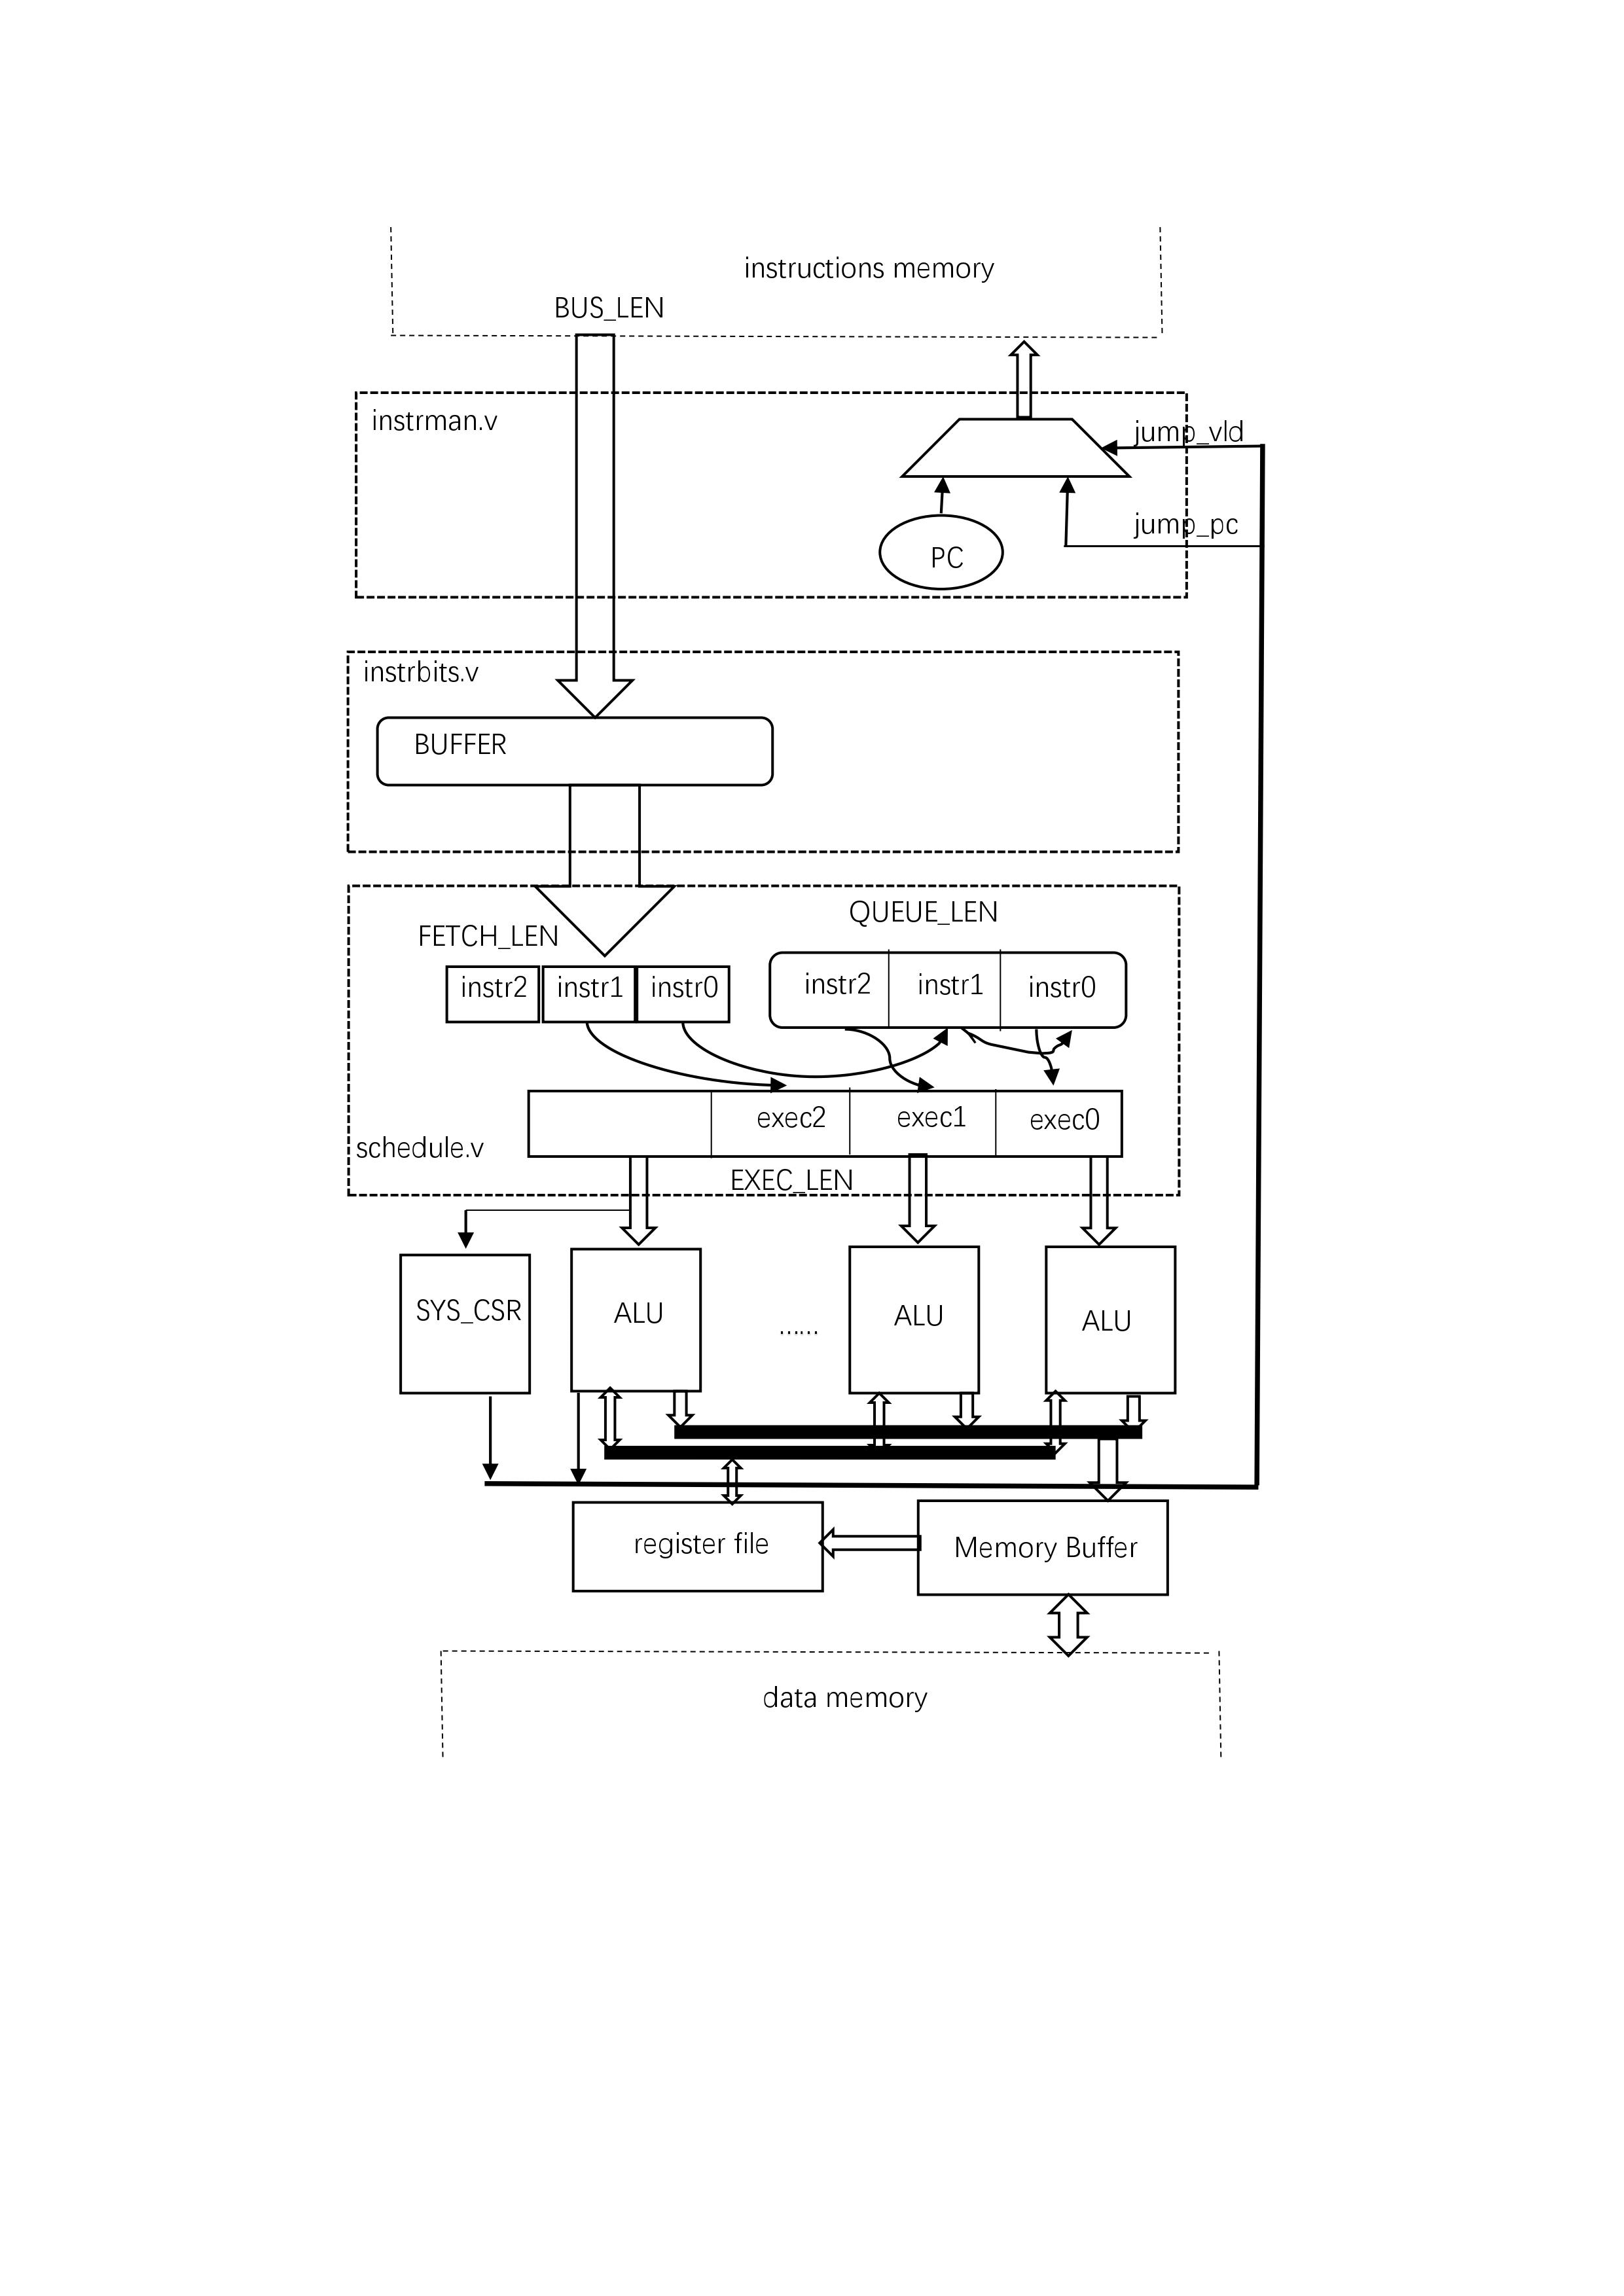 instructions memory
BUS_LEN
instrman.v
jump_vld
jump_pc
PC
instrbits.v
BUFFER
QUEUE_LEN
FETCH_LEN
instr2 instr1 instr0
instr2 instr1 instr0
exec2 exec1 exec0
schedule.v
EXEC_LEN
SYS_CSR
ALU
......
ALU
ALU
register file
Memory Buffer
data memory